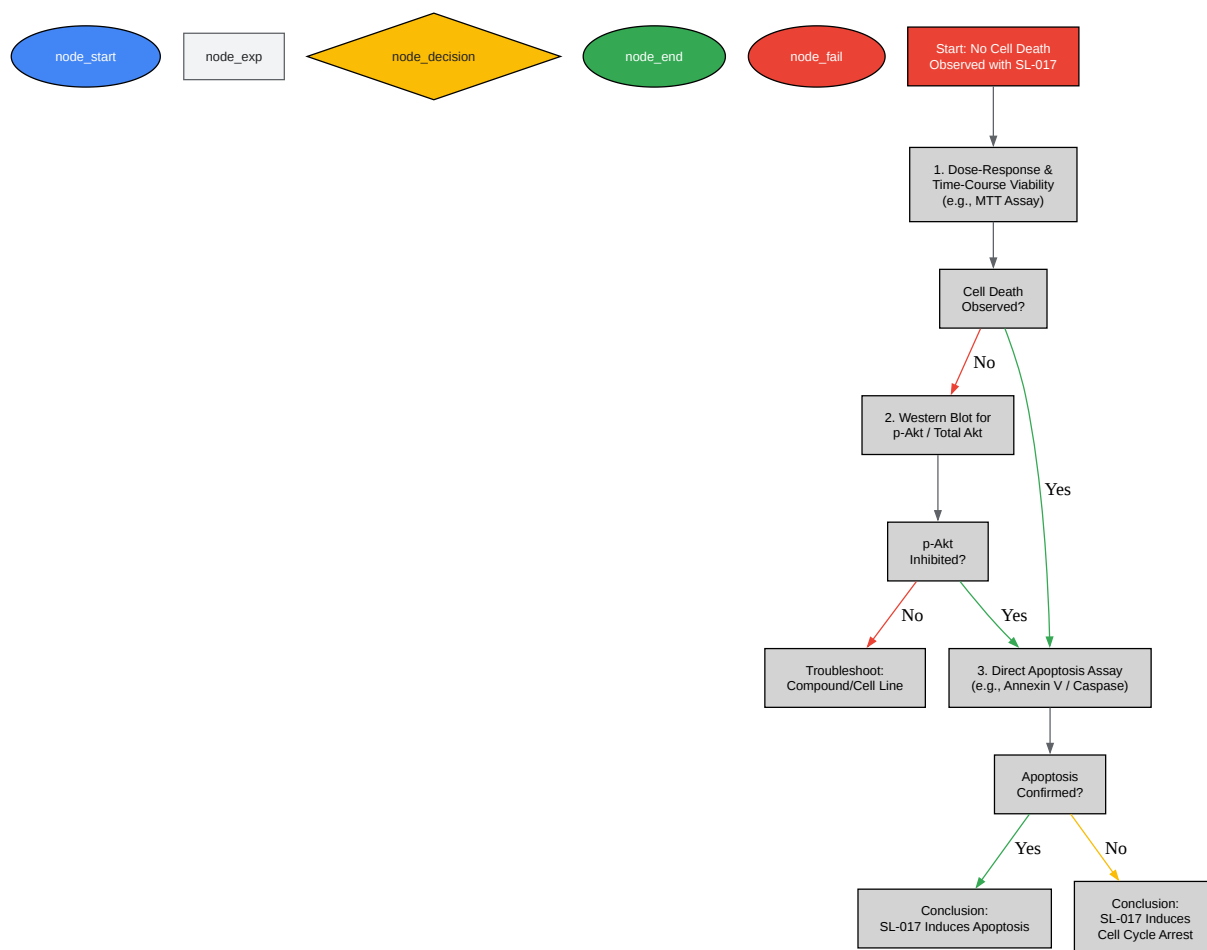 node_start
node_exp
node_decision
node_end
node_fail
Start: No Cell Death
Observed with SL-017
1. Dose-Response &
Time-Course Viability
(e.g., MTT Assay)
Cell Death
Observed?
No
2. Western Blot for
p-Akt / Total Akt
Yes
p-Akt
Inhibited?
No
Yes
Troubleshoot:
Compound/Cell Line
3. Direct Apoptosis Assay
(e.g., Annexin V / Caspase)
Apoptosis
Confirmed?
Yes
No
Conclusion:
SL-017 Induces Apoptosis
Conclusion:
SL-017 Induces
Cell Cycle Arrest